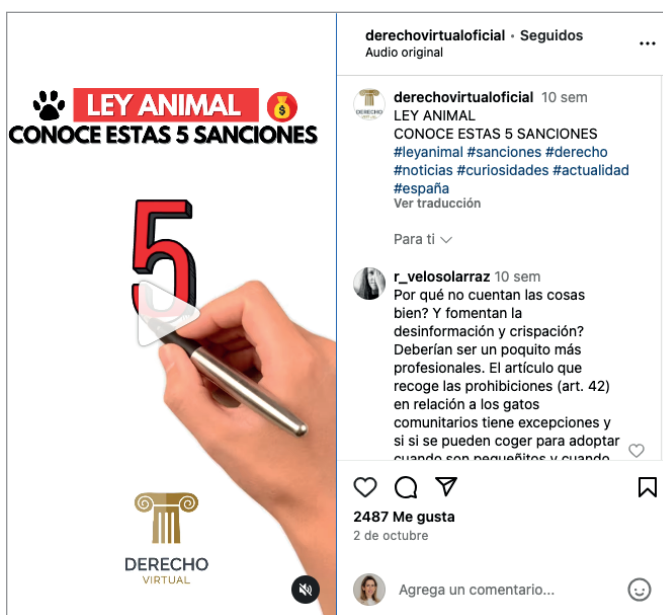 LEY ANIMAL
CONOCE ESTAS 5 SANCIONES
5
DERECHO
VIRTUAL
derechovirtualoficial · Seguidos
Audio original
derechovirtualoficial 10 sem
LEY ANIMAL
CONOCE ESTAS 5 SANCIONES
#leyanimal #sanciones #derecho
#noticias #curiosidades #actualidad
#españa
Ver traducción
Para ti
r_velosolarraz 10 sem
Por qué no cuentan las cosas
bien? Y fomentan la
desinformación y crispación?
Deberían ser un poquito más
profesionales. El artículo que
recoge las prohibiciones (art. 42)
en relación a los gatos
comunitarios tiene excepciones y
si si se pueden coger para adoptar
cuando son pequeñitos y cuando
2487 Me gusta
2 de octubre
Agrega un comentario...